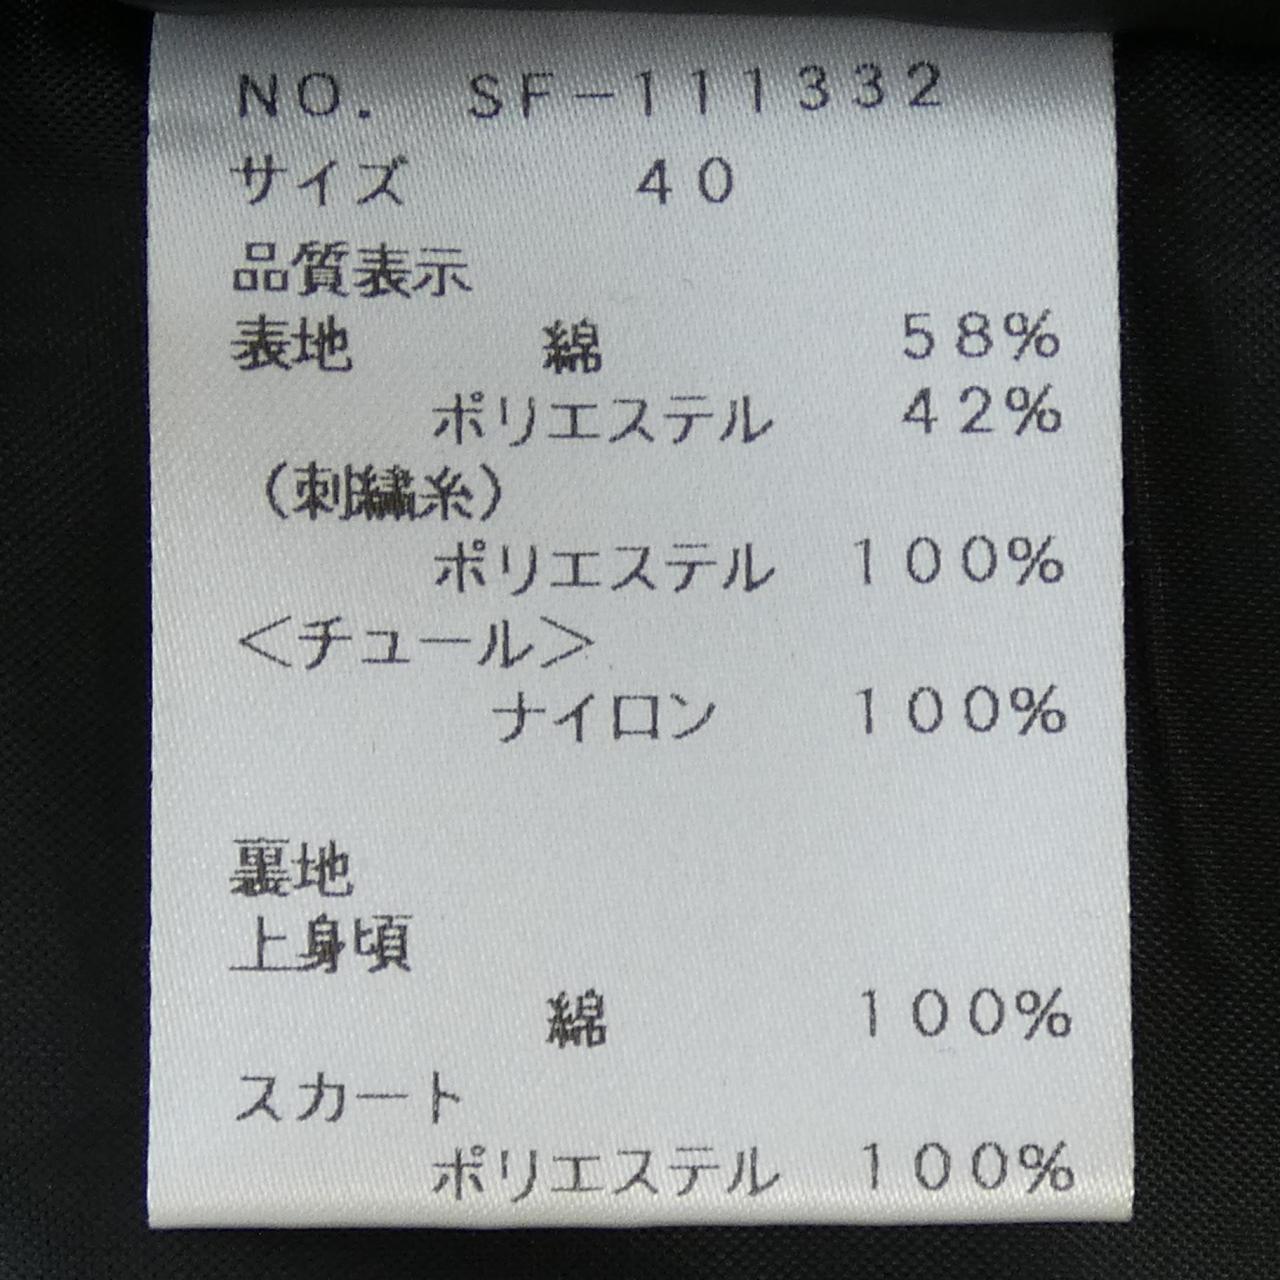 NO. SF-111332
サイズ 40
品質表示
表地 綿 58%
ポリエステル 42%
(刺繍糸)
ポリエステル 100%
<チュール>
ナイロン 100%
裏地
上身頃
綿 100%
スカート
ポリエステル 100%